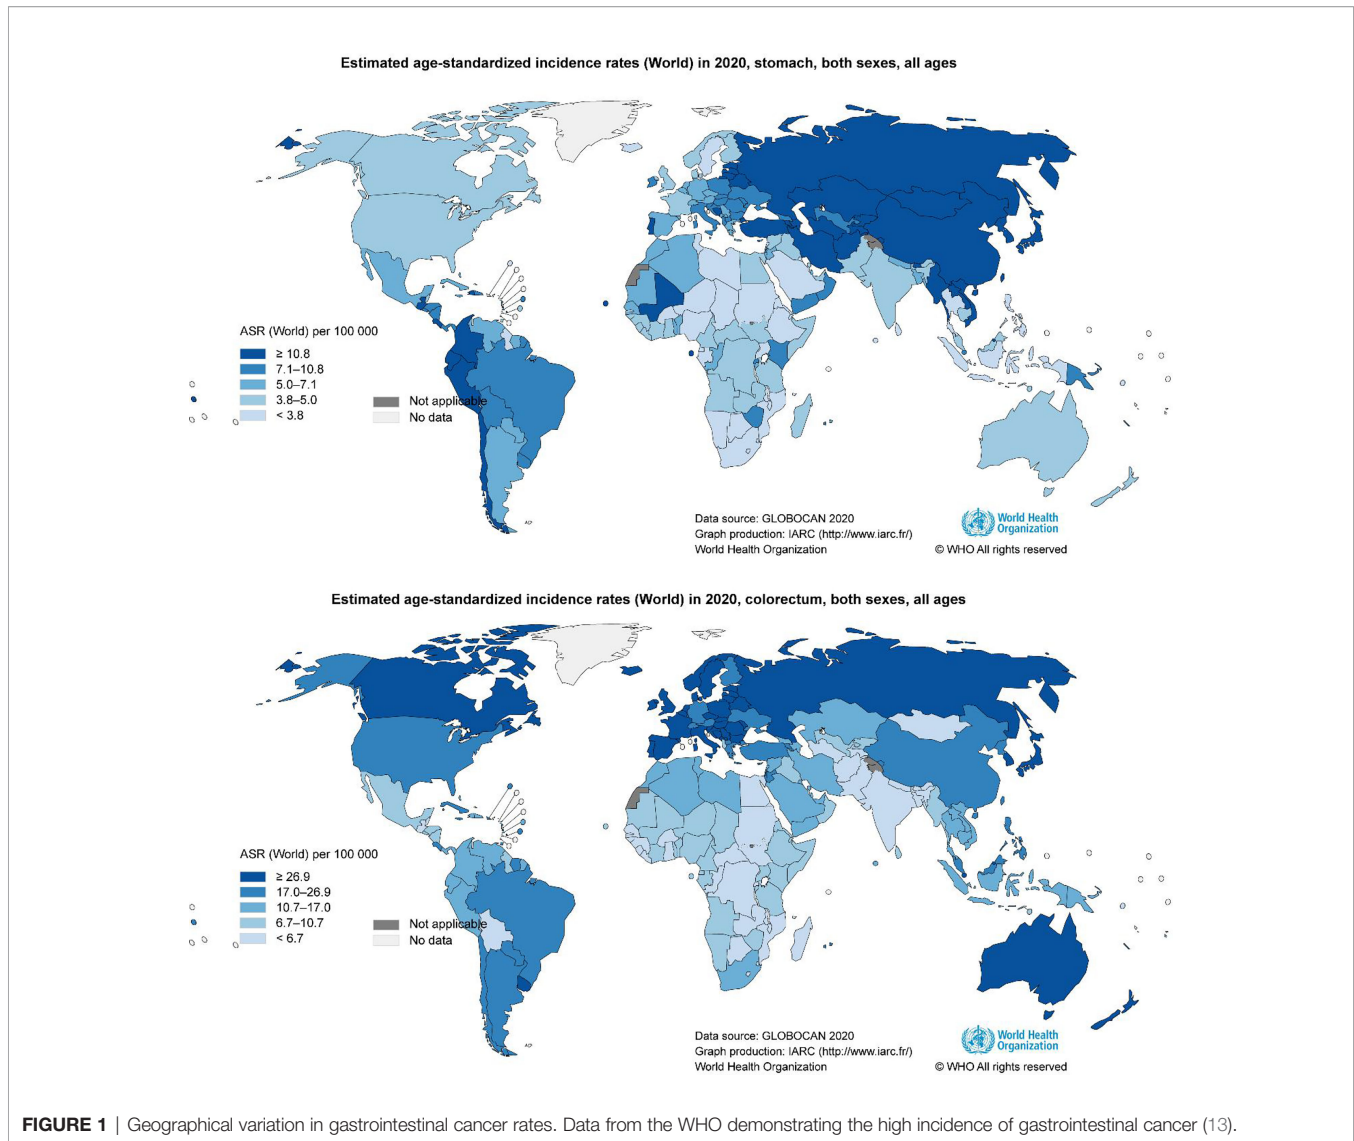 Estimated age-standardized incidence rates (World) in 2020, stomach, both sexes, all ages
ASR (World) per 100 000
≥ 10.8
7.1–10.8
5.0–7.1
3.8–5.0
< 3.8
Not applicable
No data
Data source: GLOBOCAN 2020
Graph production: IARC (http://www.iarc.fr/)
World Health Organization
World Health
Organization
© WHO All rights reserved
Estimated age-standardized incidence rates (World) in 2020, colorectum, both sexes, all ages
ASR (World) per 100 000
≥ 26.9
17.0–26.9
10.7–17.0
6.7–10.7
< 6.7
Not applicable
No data
Data source: GLOBOCAN 2020
Graph production: IARC (http://www.iarc.fr/)
World Health Organization
World Health
Organization
© WHO All rights reserved
FIGURE 1 | Geographical variation in gastrointestinal cancer rates. Data from the WHO demonstrating the high incidence of gastrointestinal cancer (13).